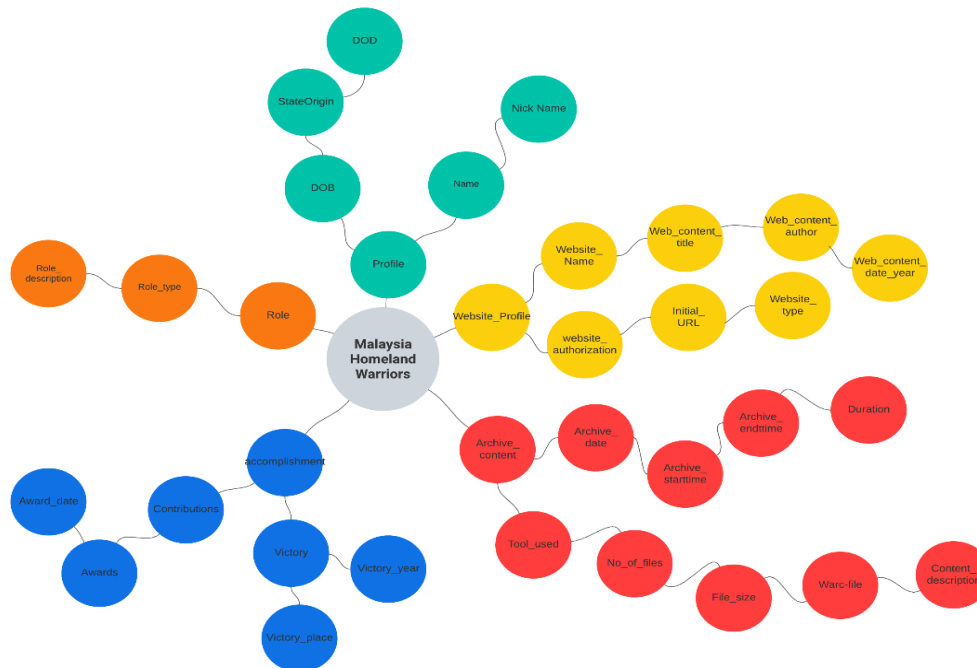 DOD
StateOrigin
Nick Name
DOB
Name
Profile
Role_
description
Role_type
Role
Malaysia
Homeland
Warriors
Website_Profile
Website_
Name
Web_content_
title
Web_content_
author
Web_content_
date_year
website_
authorization
Initial_
URL
Website_
type
Archive_
content
Archive_
date
Archive_
starttime
Archive_
endttime
Duration
Tool_used
No_of_files
File_size
Warc-file
Content_
description
accomplishment
Contributions
Awards
Award_date
Victory
Victory_year
Victory_place